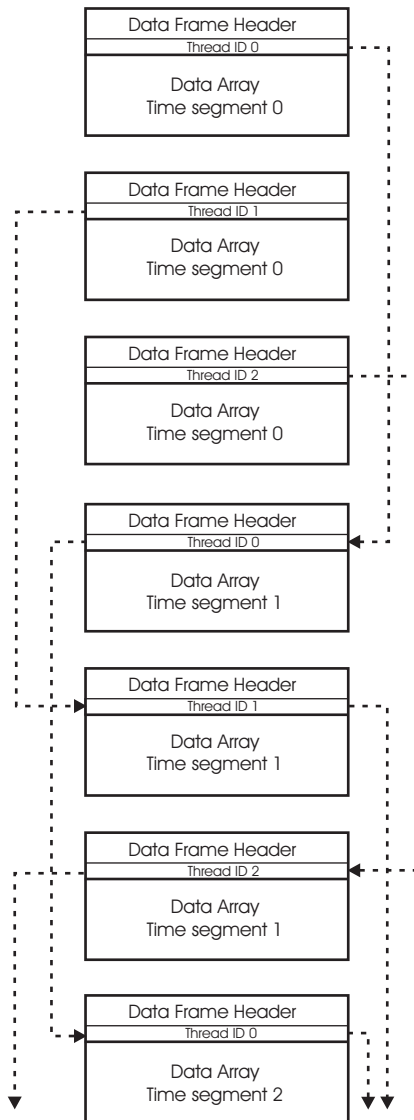 Data Frame Header
Thread ID 0
Data Array
Time segment 0
Data Frame Header
Thread ID 1
Data Array
Time segment 0
Data Frame Header
Thread ID 2
Data Array
Time segment 0
Data Frame Header
Thread ID 0
Data Array
Time segment 1
Data Frame Header
Thread ID 1
Data Array
Time segment 1
Data Frame Header
Thread ID 2
Data Array
Time segment 1
Data Frame Header
Thread ID 0
Data Array
Time segment 2